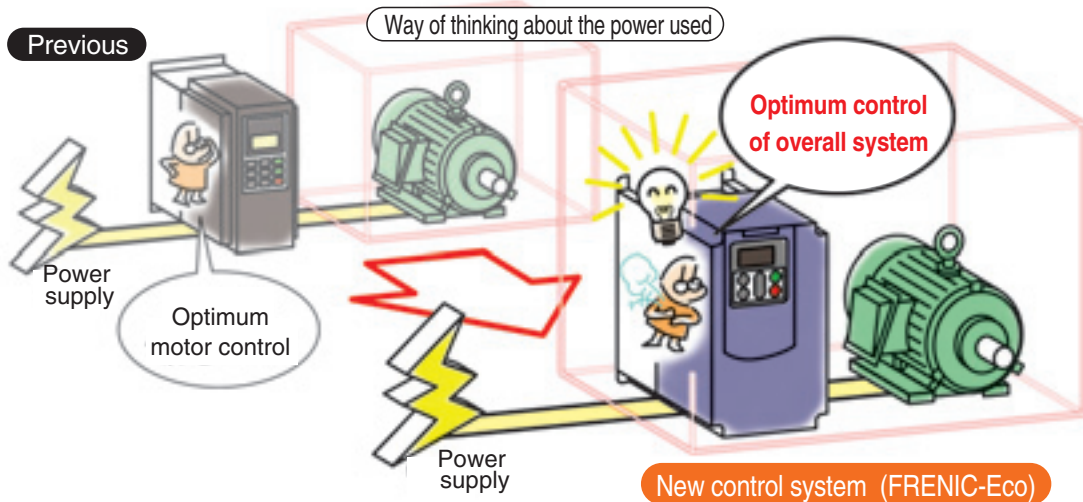 Way of thinking about the power used
Previous
Optimum control
of overall system
Power
supply
Optimum
motor control
Power
supply
New control system (FRENIC-Eco)